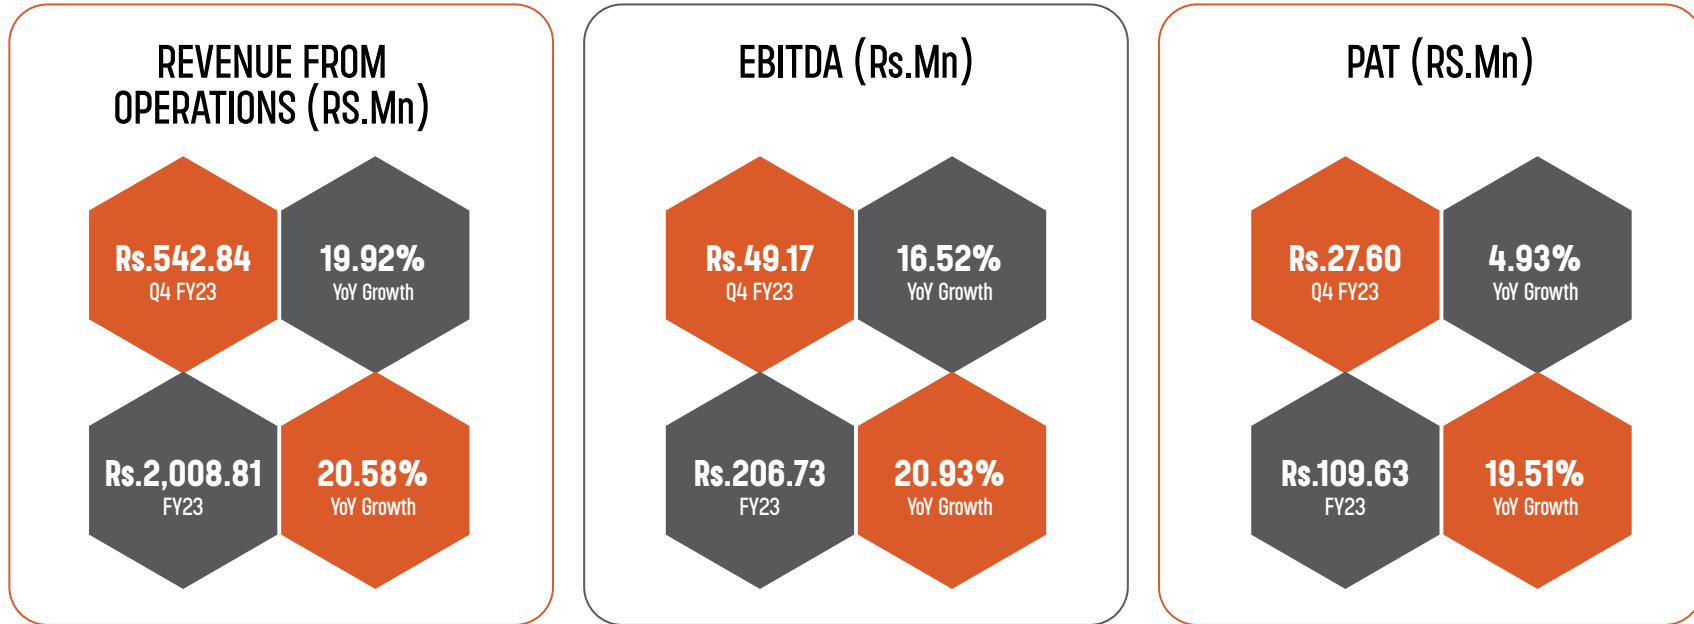 REVENUE FROM
OPERATIONS (RS.Mn)
Rs.542.84
Q4 FY23
19.92%
YoY Growth
Rs.2,008.81
FY23
20.58%
YoY Growth
EBITDA (Rs.Mn)
Rs.49.17
Q4 FY23
16.52%
YoY Growth
Rs.206.73
FY23
20.93%
YoY Growth
PAT (RS.Mn)
Rs.27.60
Q4 FY23
4.93%
YoY Growth
Rs.109.63
FY23
19.51%
YoY Growth